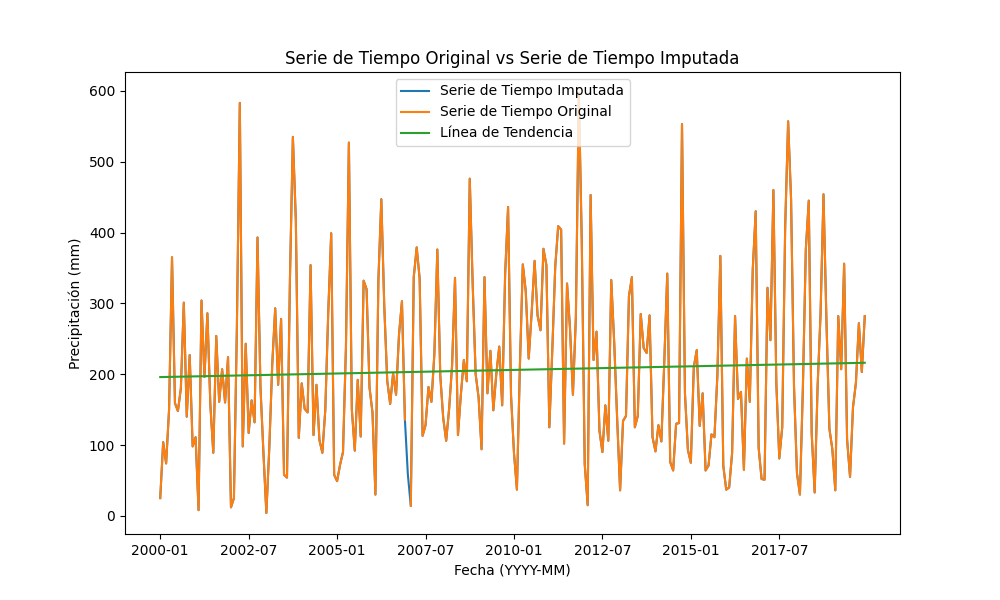 Serie de Tiempo Original vs Serie de Tiempo Imputada
Serie de Tiempo Imputada
Serie de Tiempo Original
Línea de Tendencia
Precipitación (mm)
600
500
400
300
200
100
0
2000-01 2002-07 2005-01 2007-07 2010-01 2012-07 2015-01 2017-07
Fecha (YYYY-MM)